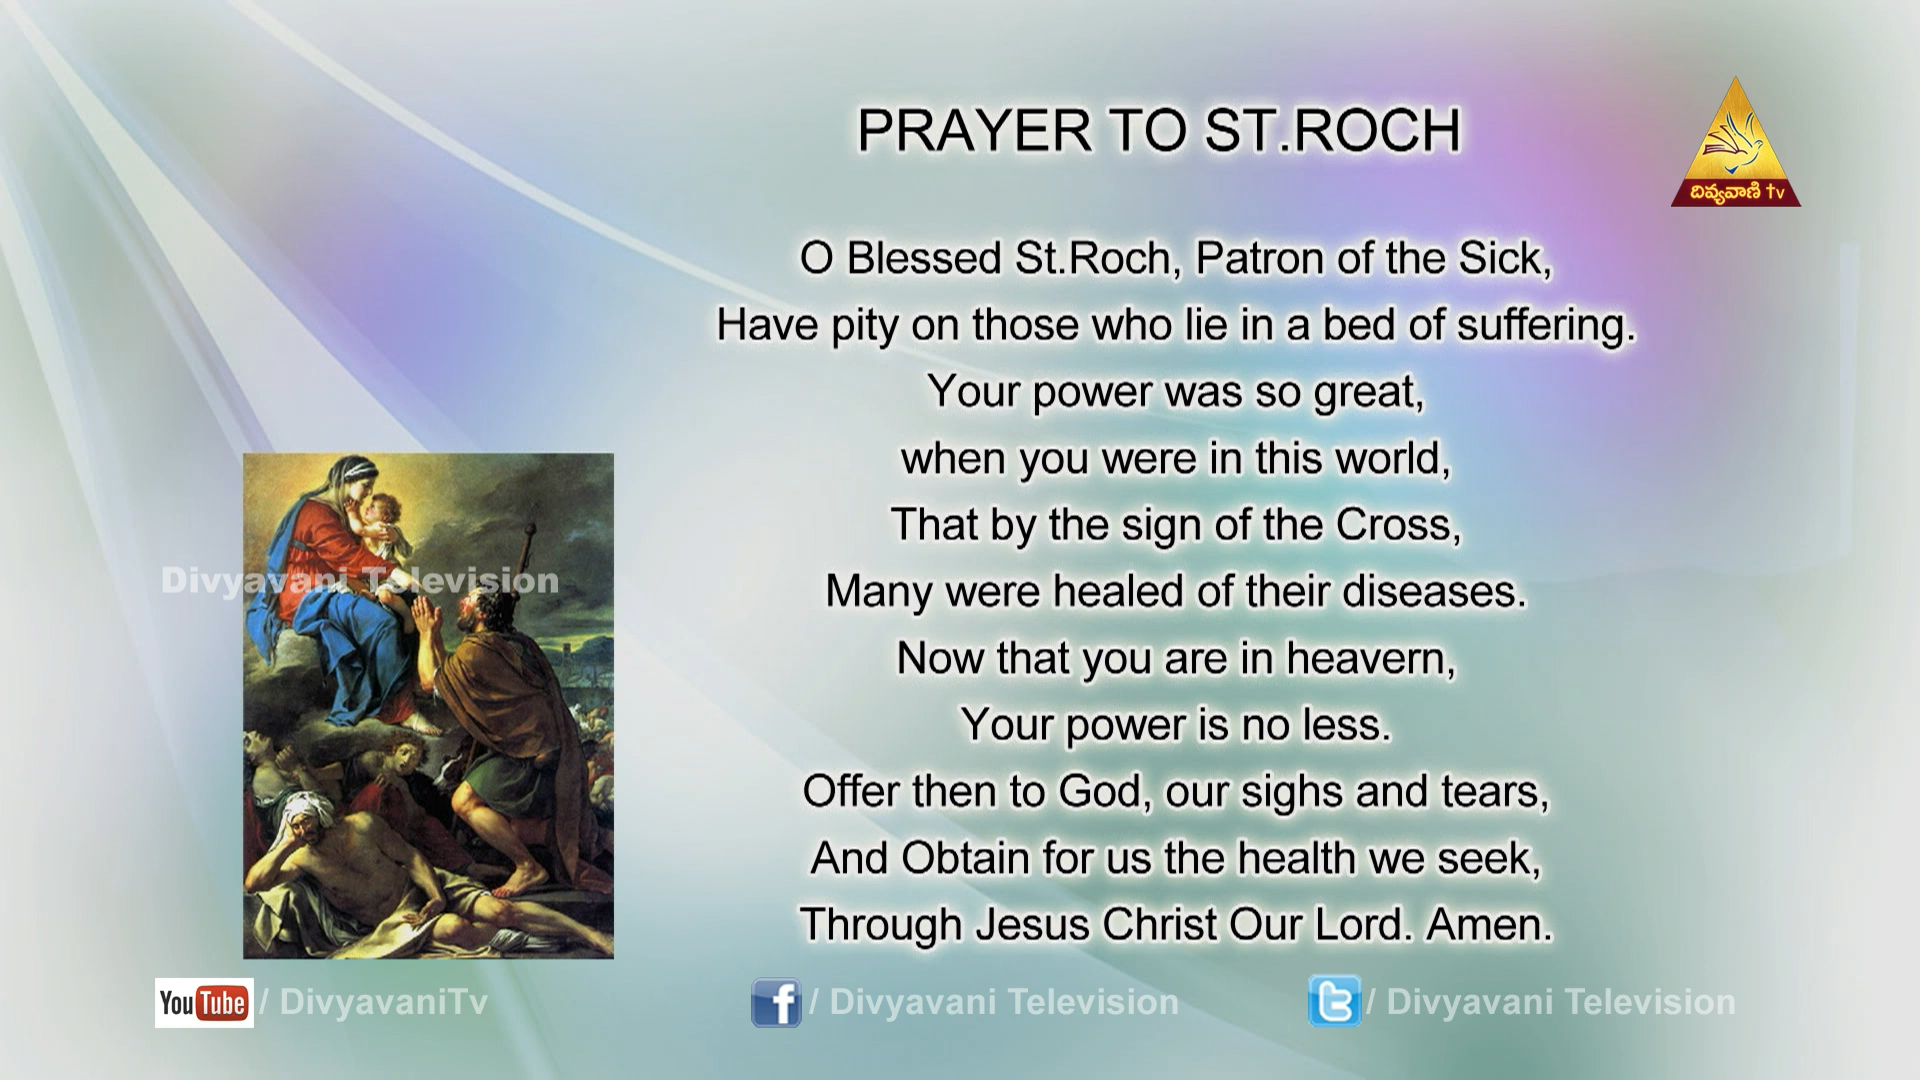 PRAYER TO ST.ROCH
దివ్యవాణి tv
O Blessed St.Roch, Patron of the Sick,
Have pity on those who lie in a bed of suffering.
Your power was so great,
when you were in this world,
That by the sign of the Cross,
Many were healed of their diseases.
Now that you are in heavern,
Your power is no less.
Offer then to God, our sighs and tears,
And Obtain for us the health we seek,
Through Jesus Christ Our Lord. Amen.
Divyavani Television
YouTube / DivyavaniTv
f / Divyavani Television
t / Divyavani Television